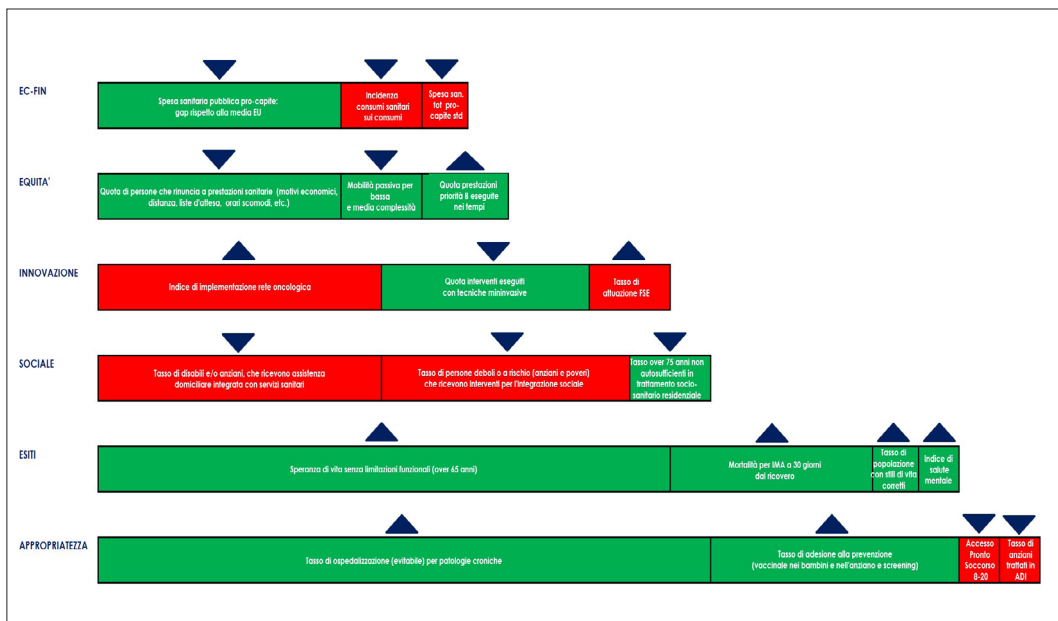 EC-FIN
Spesa sanitaria pubblica pro-capite:
gap rispetto alla media EU
Incidenza
consumi sanitari
sui consumi
Spesa san.
tot pro-
capite std
EQUITA'
Quota di persone che rinuncia a prestazioni sanitarie (motivi economici,
distanza, liste d'attesa, orari scomodi, etc.)
Mobilità passiva per
bassa
e media complessità
Quota prestazioni
priorità B eseguite
nei tempi
INNOVAZIONE
Indice di implementazione rete oncologica
Quota interventi eseguiti
con tecniche mininvasive
Tasso di
attuazione FSE
SOCIALE
Tasso di disabili e/o anziani, che ricevono assistenza
domiciliare integrata con servizi sanitari
Tasso di persone deboli o a rischio (anziani e poveri)
che ricevono interventi per l'integrazione sociale
Tasso over 75 anni non
autosufficienti in
trattamento socio-
sanitario residenziale
ESITI
Speranza di vita senza limitazioni funzionali (over 65 anni)
Mortalità per IMA a 30 giorni
dal ricovero
Tasso di
popolazione
con stili di vita
corretti
Indice di
salute
mentale
APPROPRIATEZZA
Tasso di ospedalizzazione (evitabile) per patologie croniche
Tasso di adesione alla prevenzione
(vaccinale nei bambini e nell'anziano e screening)
Accesso
Pronto
Soccorso
8-20
Tasso di
anziani
trattati in
ADI